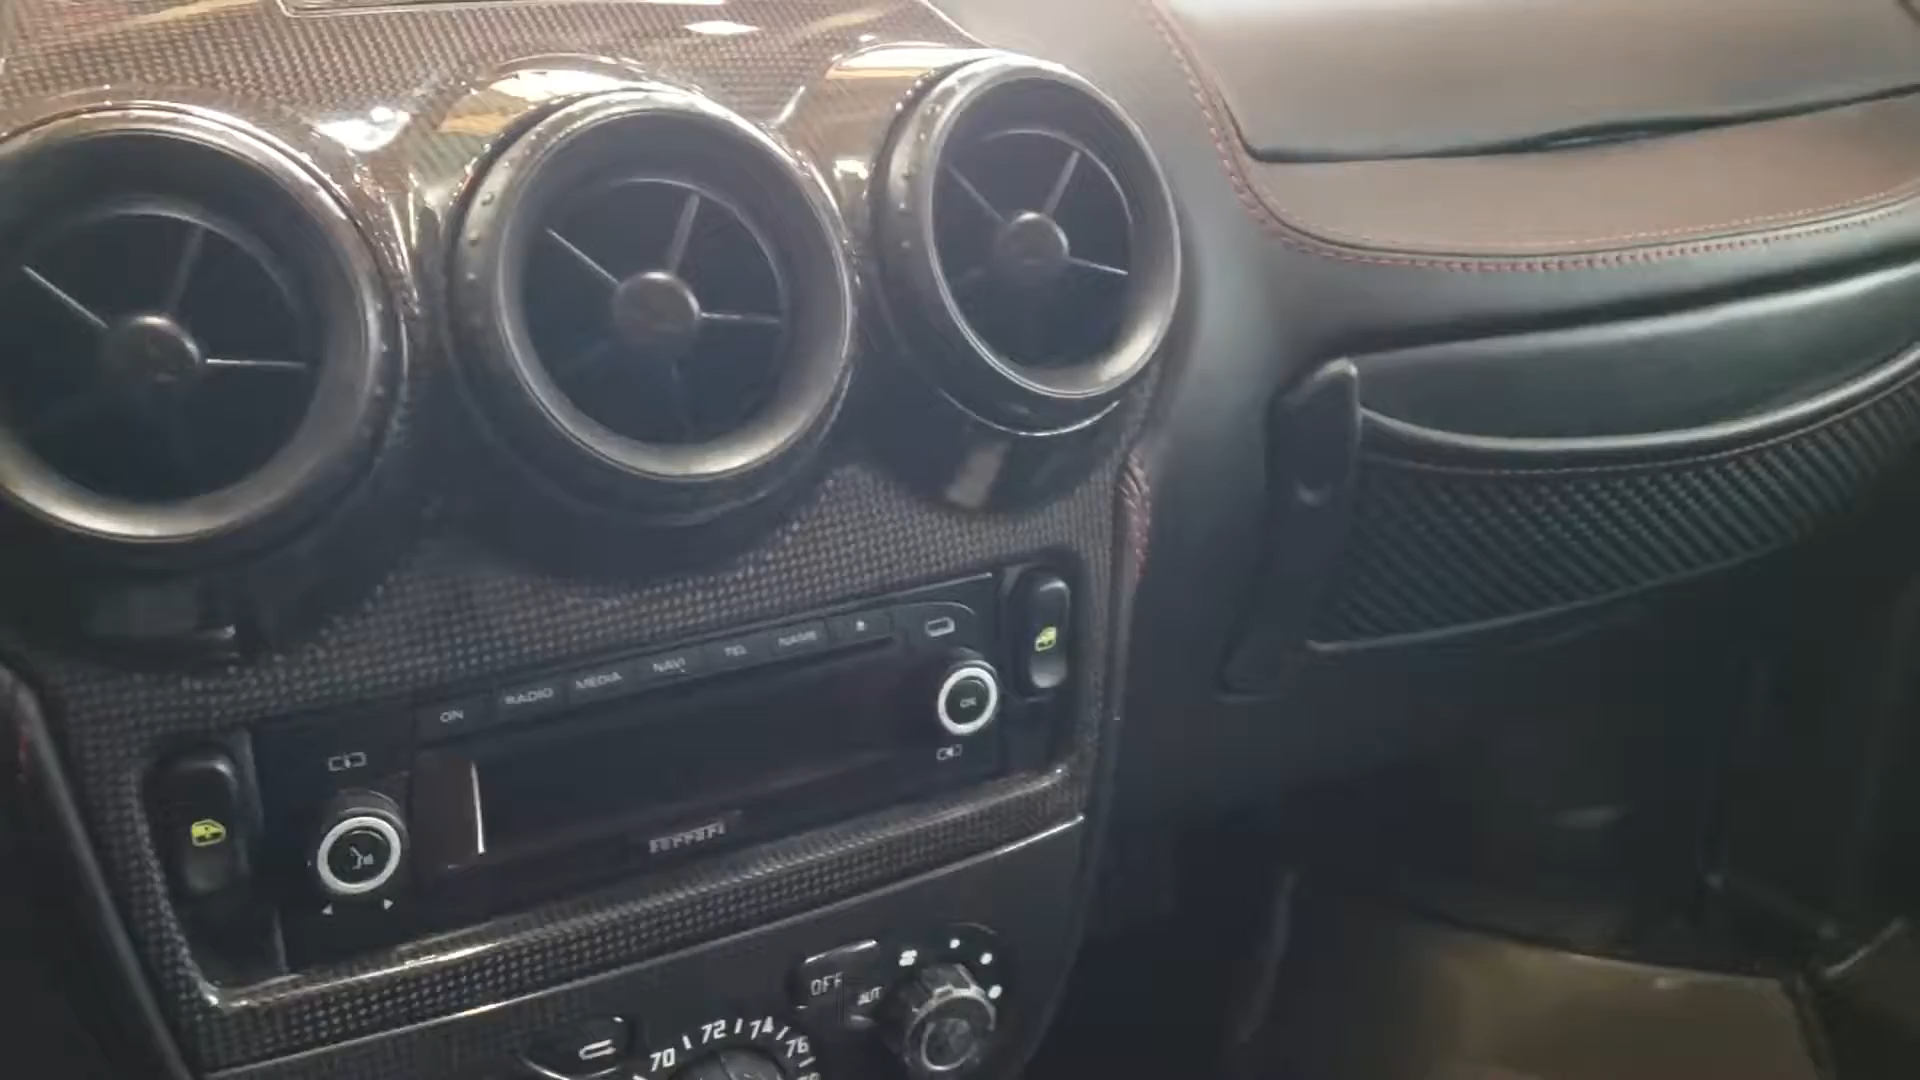 ON RADIO MEDIA NAVI TEL NAME
OK
Ferrari
OFF
AUT
70 72 74 76